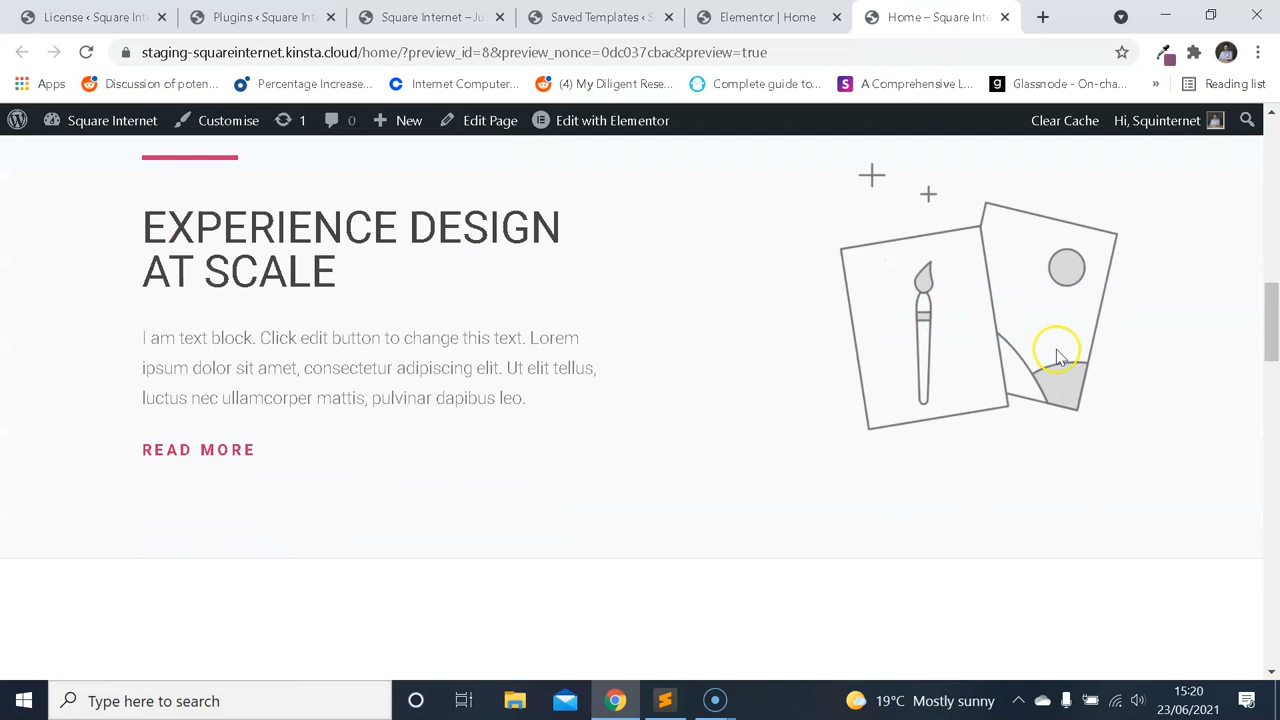 License ‹ Square Int
Plugins ‹ Square Int
Square Internet – Ju
Saved Templates ‹ S
Elementor | Home
Home – Square Inte
staging-squareinternet.kinsta.cloud/home/?preview_id=8&preview_nonce=0dc037cbac&preview=true
Apps
Discussion of poten...
Percentage Increase...
Internet Computer...
(4) My Diligent Rese...
Complete guide to...
A Comprehensive L...
Glassnode - On-cha...
»
Reading list
Square Internet
Customise
1
0
New
Edit Page
Edit with Elementor
Clear Cache
Hi, Squinternet
EXPERIENCE DESIGN
AT SCALE
I am text block. Click edit button to change this text. Lorem
ipsum dolor sit amet, consectetur adipiscing elit. Ut elit tellus,
luctus nec ullamcorper mattis, pulvinar dapibus leo.
READ MORE
Type here to search
19°C Mostly sunny
15:20
23/06/2021